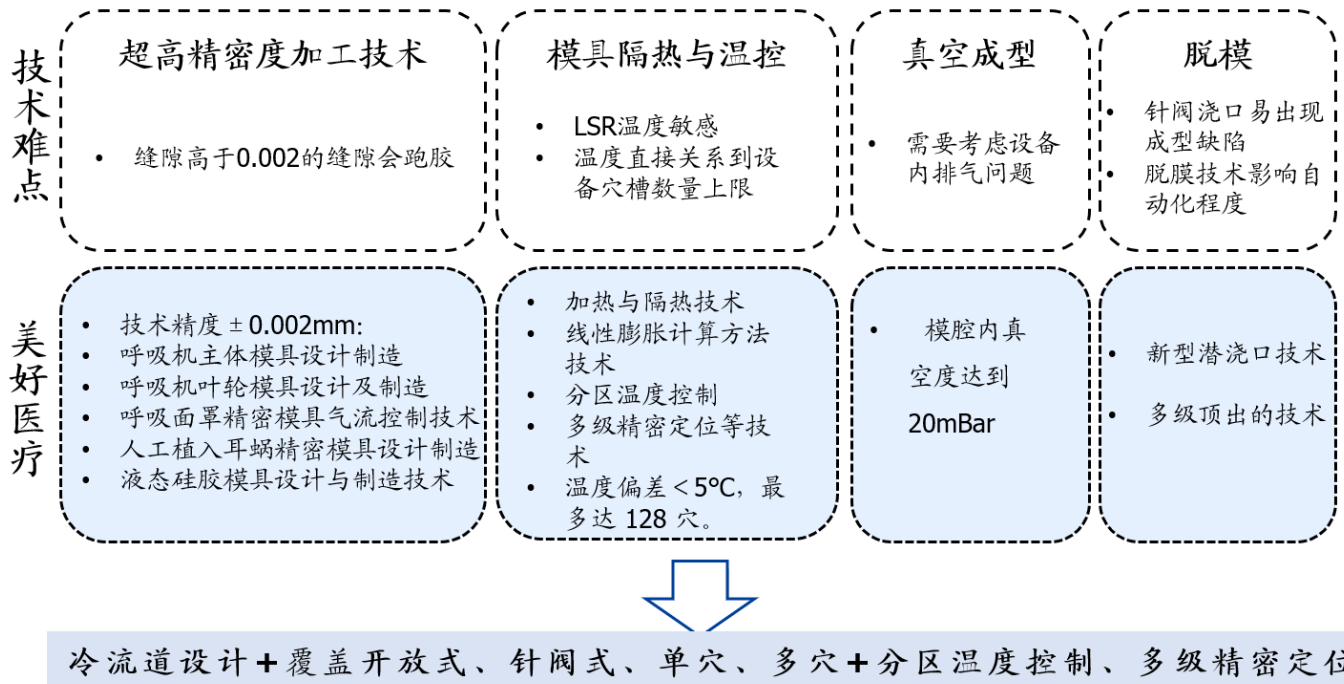 技术难点
超高精密度加工技术
• 缝隙高于0.002的缝隙会跑胶
模具隔热与温控
• LSR温度敏感
• 温度直接关系到设
备穴槽数量上限
真空成型
• 需要考虑设备
内排气问题
脱模
• 针阀浇口易出现
成型缺陷
• 脱膜技术影响自
动化程度
美好医疗
• 技术精度±0.002mm:
• 呼吸机主体模具设计制造
• 呼吸机叶轮模具设计及制造
• 呼吸面罩精密模具气流控制技术
• 人工植入耳蜗精密模具设计制造
• 液态硅胶模具设计与制造技术
• 加热与隔热技术
• 线性膨胀计算方法
技术
• 分区温度控制
• 多级精密定位等技
术
• 温度偏差<5°C，最
多达 128 穴。
• 模腔内真
空度达到
20mBar
• 新型潜浇口技术
• 多级顶出的技术
冷流道设计+覆盖开放式、针阀式、单穴、多穴+分区温度控制、多级精密定位